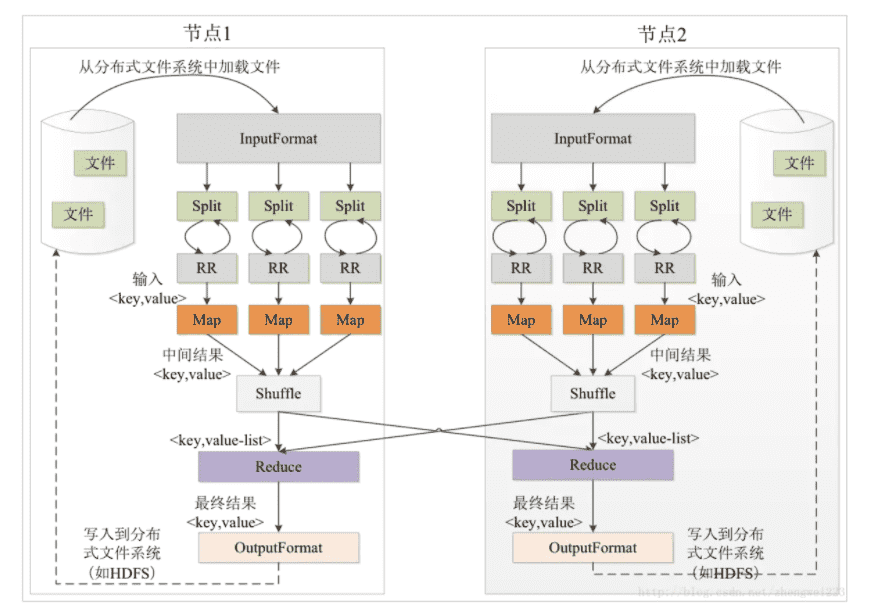 节点1
从分布式文件系统中加载文件
InputFormat
文件
文件
Split
Split
Split
RR
RR
RR
输入
<key,value>
Map
Map
Map
中间结果
<key,value>
Shuffle
<key,value-list>
Reduce
最终结果
<key,value>
OutputFormat
写入到分布
式文件系统
(如HDFS)
节点2
从分布式文件系统中加载文件
InputFormat
文件
文件
Split
Split
Split
RR
RR
RR
输入
<key,value>
Map
Map
Map
中间结果
<key,value>
Shuffle
<key,value-list>
Reduce
最终结果
<key,value>
OutputFormat
写入到分布
式文件系统
(如HDFS)